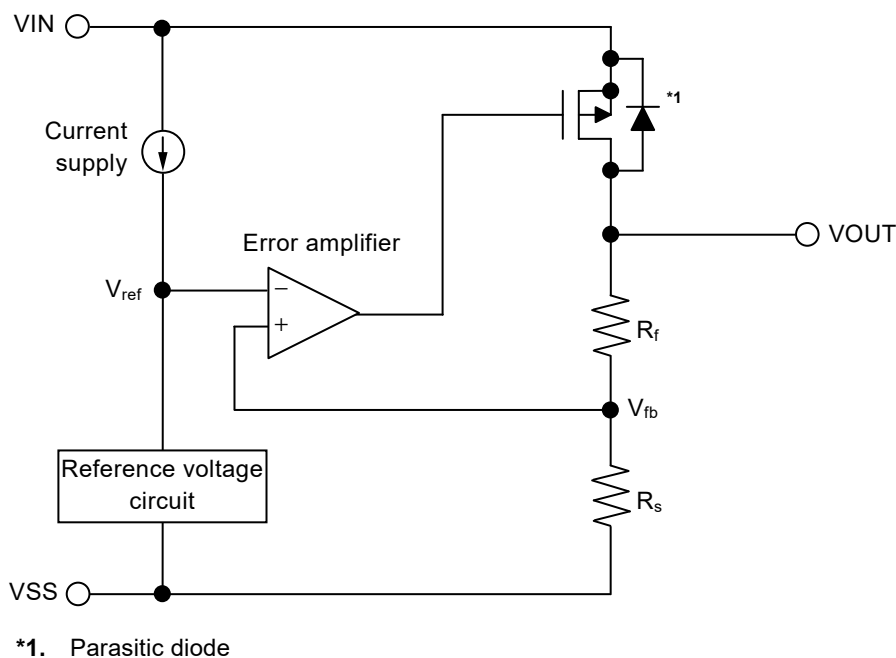 VIN
*1
Current
supply
Error amplifier
VOUT
Vref
−
+
Rf
Vfb
Reference voltage
circuit
Rs
VSS
*1. Parasitic diode